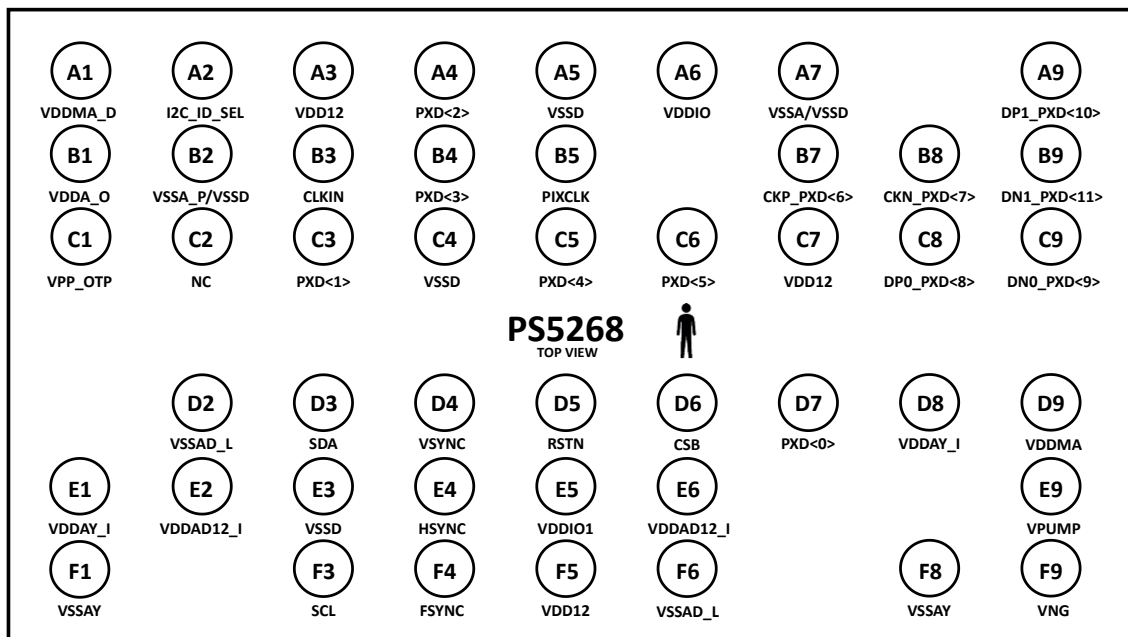 A1 A2 A3 A4 A5 A6 A7 A9
VDDMA_D I2C_ID_SEL VDD12 PXD<2> VSSD VDDIO VSSA/VSSD DP1_PXD<10>
B1 B2 B3 B4 B5 B7 B8 B9
VDDA_O VSSA_P/VSSD CLKIN PXD<3> PIXCLK CKP_PXD<6> CKN_PXD<7> DN1_PXD<11>
C1 C2 C3 C4 C5 C6 C7 C8 C9
VPP_OTP NC PXD<1> VSSD PXD<4> PXD<5> VDD12 DP0_PXD<8> DN0_PXD<9>
PS5268
TOP VIEW
D2 D3 D4 D5 D6 D7 D8 D9
VSSAD_L SDA VSYNC RSTN CSB PXD<0> VDDAY_I VDDMA
E1 E2 E3 E4 E5 E6 E9
VDDAY_I VDDAD12_I VSSD HSYNC VDDIO1 VDDAD12_I VPUMP
F1 F3 F4 F5 F6 F8 F9
VSSAY SCL FSYNC VDD12 VSSAD_L VSSAY VNG